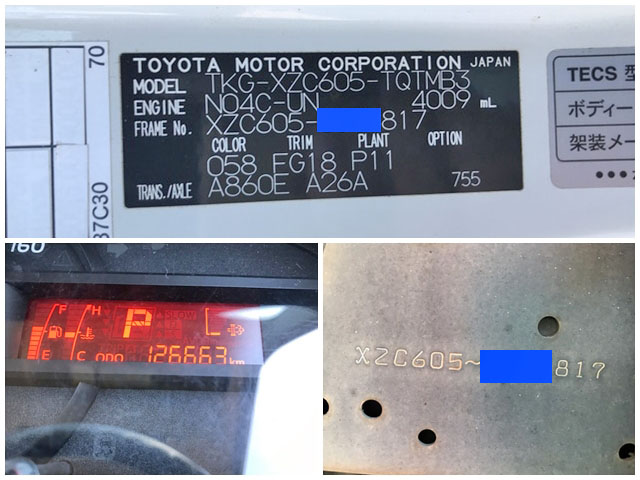 70
TOYOTA MOTOR CORPORATION JAPAN
MODEL TKG-XZC605-TQTMB3
ENGINE N04C-UN 4009 mL
FRAME No. XZC605- 817
COLOR TRIM PLANT OPTION
058 EG18 P11
TRANS./AXLE A860E A26A 755
37C30
TECS 型
ボディー
架装メー
160
F H P L
E C ODO 126663 km
XZC605~ 817